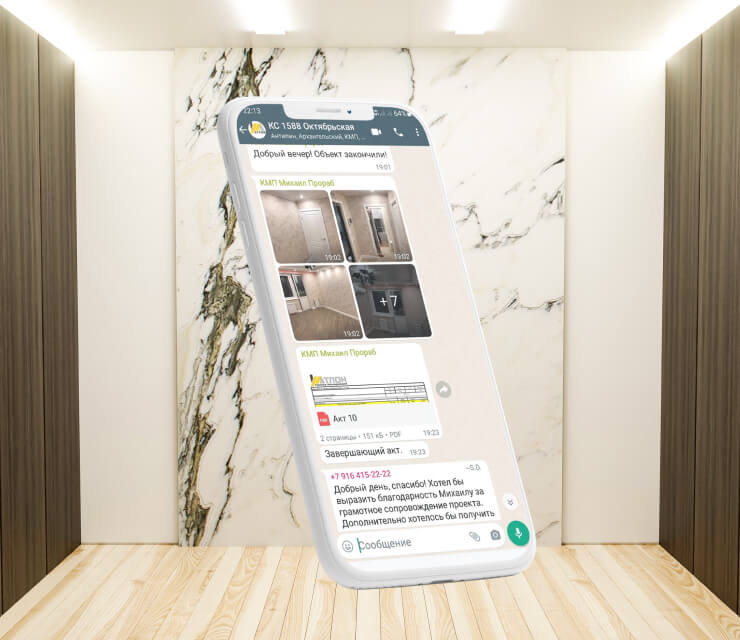 22:13
64%
КС 1588 Октябрьская
Антипин, Архангельский, КМП, ...
Добрый вечер! Объект закончили!
19:01
КМП Михаил Прораб
19:02
19:02
19:02
+7
КМП Михаил Прораб
АТЛОН
PDF
Акт 10
2 страницы • 151 кБ • PDF
19:23
Завершающий акт.
19:23
+7 916 415-22-22
~S.D.
Добрый день, спасибо! Хотел бы
выразить благодарность Михаилу за
грамотное сопровождение проекта.
Дополнительно хотелось бы получить
Сообщение